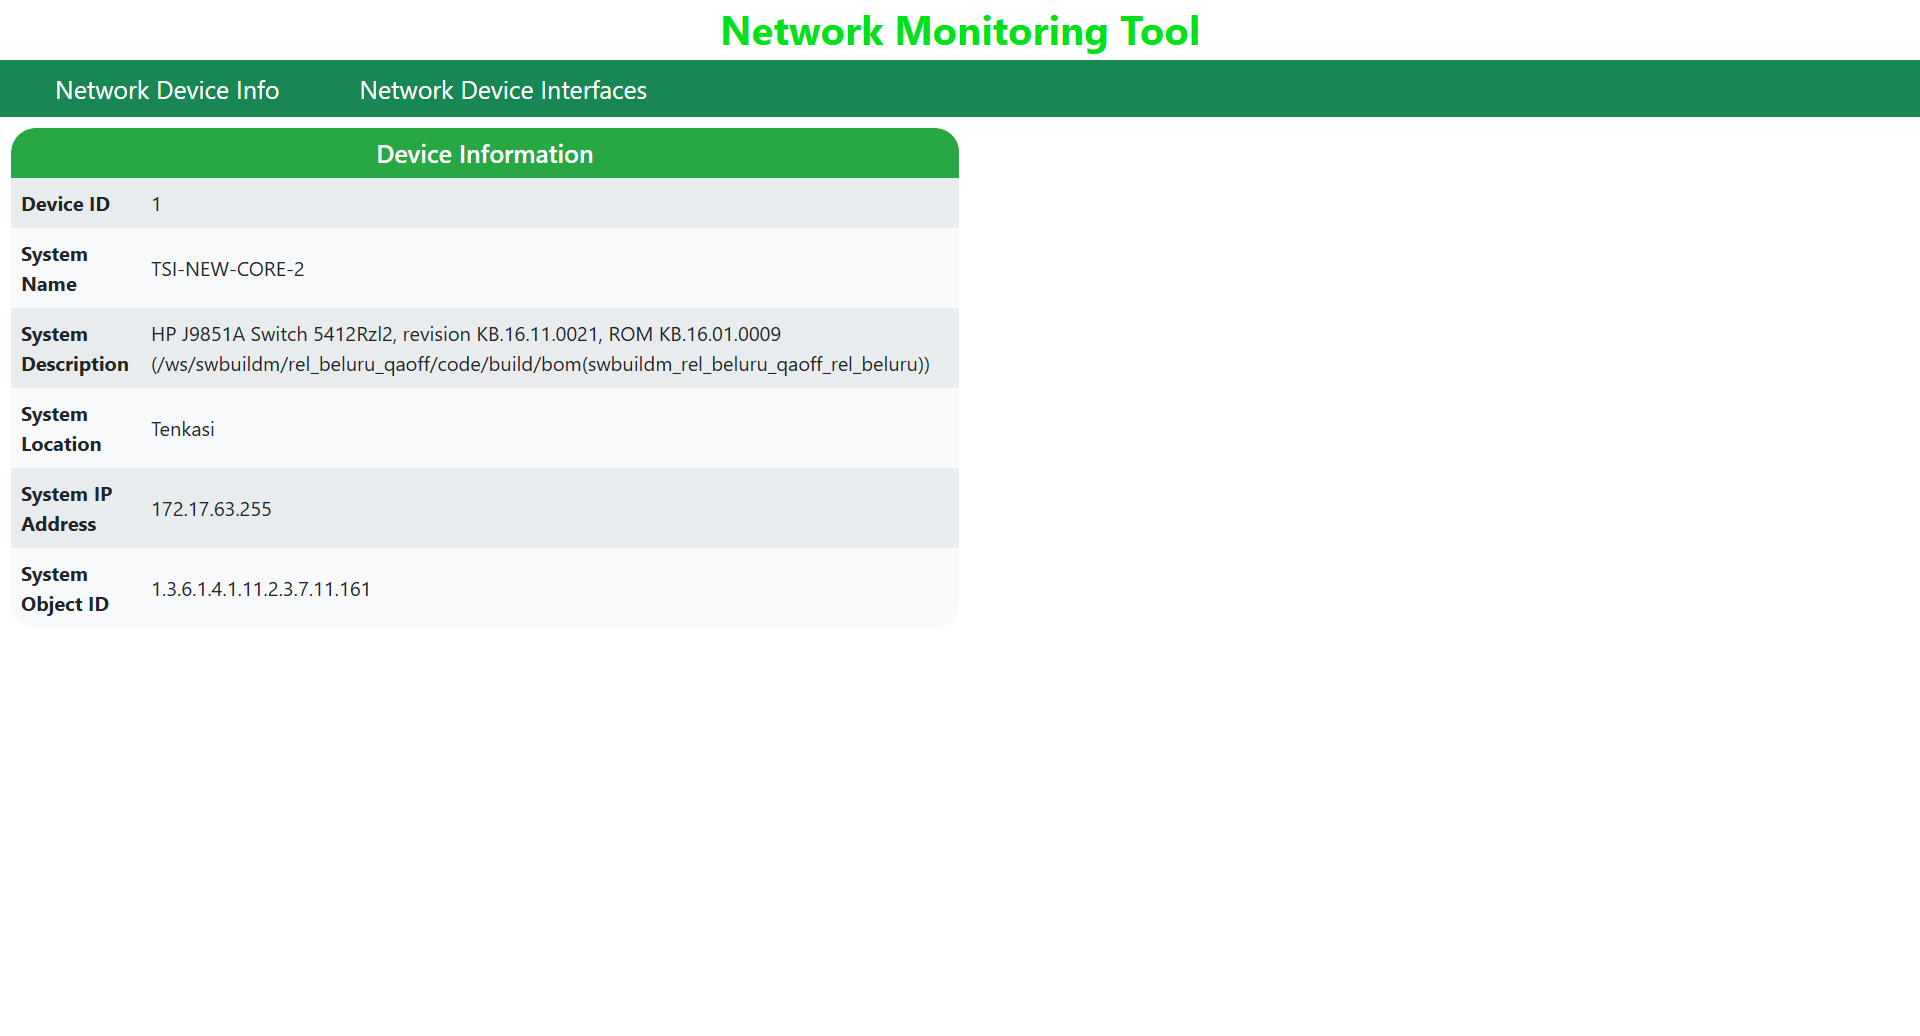 Network Monitoring Tool
Network Device Info
Network Device Interfaces
Device Information
Device ID
1
System
Name
TSI-NEW-CORE-2
System
Description
HP J9851A Switch 5412Rzl2, revision KB.16.11.0021, ROM KB.16.01.0009
(/ws/swbuildm/rel_beluru_qaoff/code/build/bom(swbuildm_rel_beluru_qaoff_rel_beluru))
System
Location
Tenkasi
System IP
Address
172.17.63.255
System
Object ID
1.3.6.1.4.1.11.2.3.7.11.161